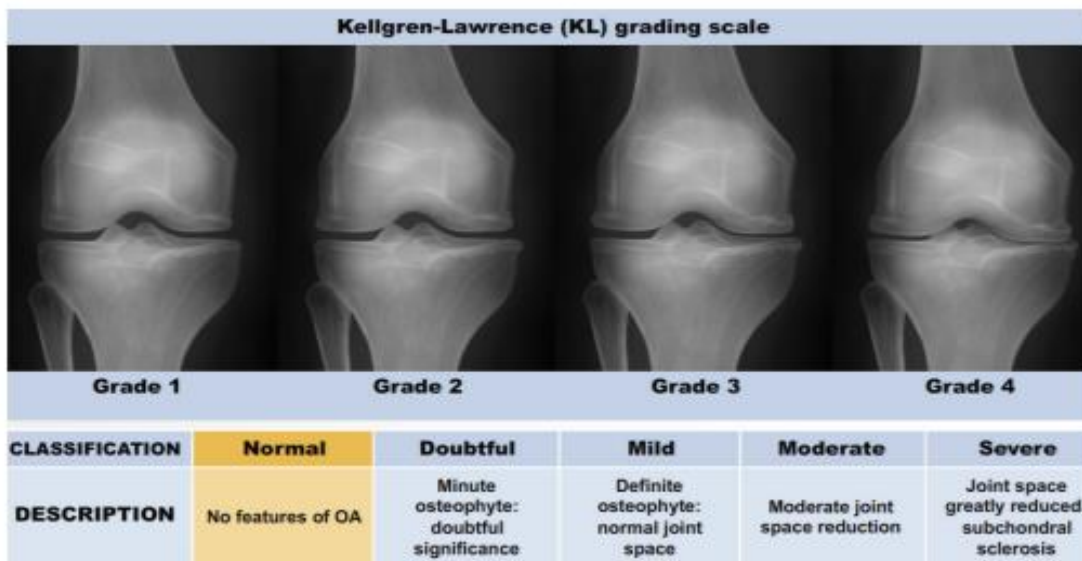 Kellgren-Lawrence (KL) grading scale
Grade 1 Grade 2 Grade 3 Grade 4
CLASSIFICATION Normal Doubtful Mild Moderate Severe
DESCRIPTION
No features of OA
Minute
osteophyte:
doubtful
significance
Definite
osteophyte:
normal joint
space
Moderate joint
space reduction
Joint space
greatly reduced
subchondral
sclerosis